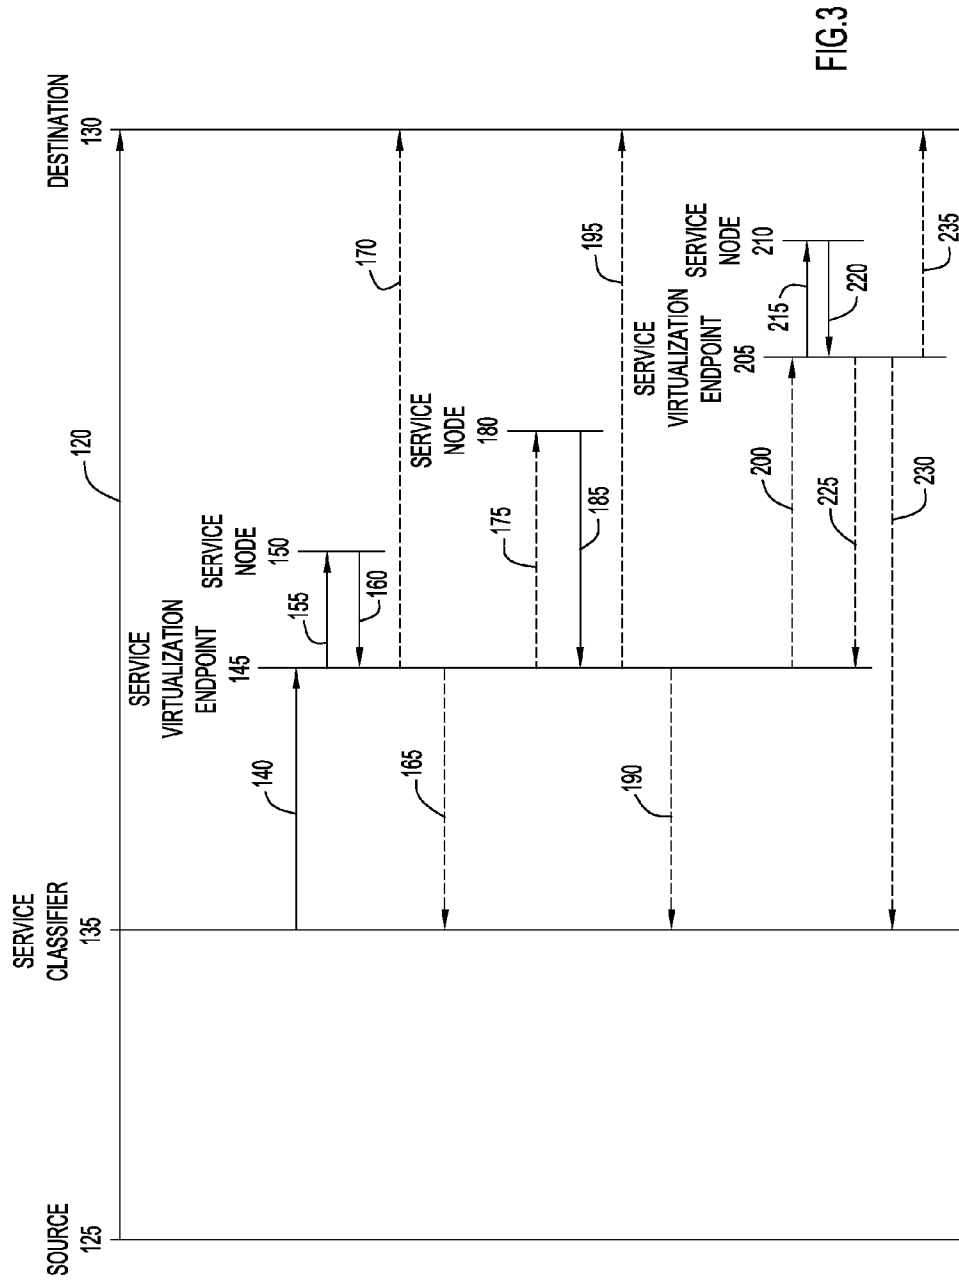 SOURCE
125
SERVICE
CLASSIFIER
135
SERVICE
VIRTUALIZATION
ENDPOINT
145
SERVICE
NODE
150
DESTINATION
130
120
140
155
160
165
170
SERVICE
NODE
180
175
185
190
195
SERVICE
VIRTUALIZATION
ENDPOINT
205
SERVICE
NODE
210
200
215
220
225
230
235
FIG.3